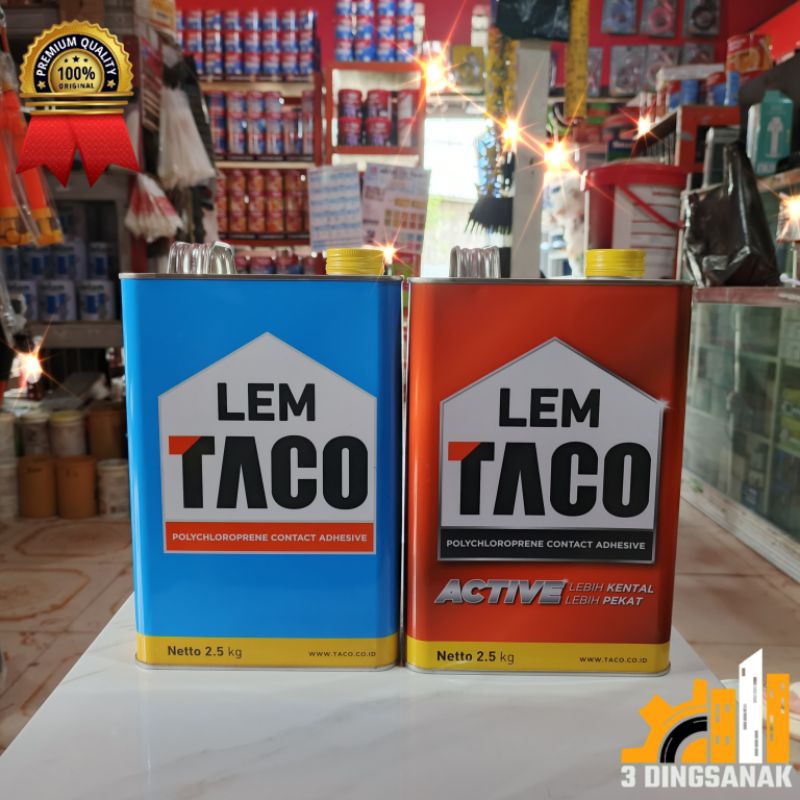 PREMIUM QUALITY
100%
ORIGINAL
LEM
TACO
POLYCHLOROPRENE CONTACT ADHESIVE
Netto 2.5 kg
WWW.TACO.CO.ID
LEM
TACO
POLYCHLOROPRENE CONTACT ADHESIVE
ACTIVE
LEBIH KENTAL
LEBIH PEKAT
Netto 2.5 kg
WWW.TACO.CO.ID
3 DINGSANAK